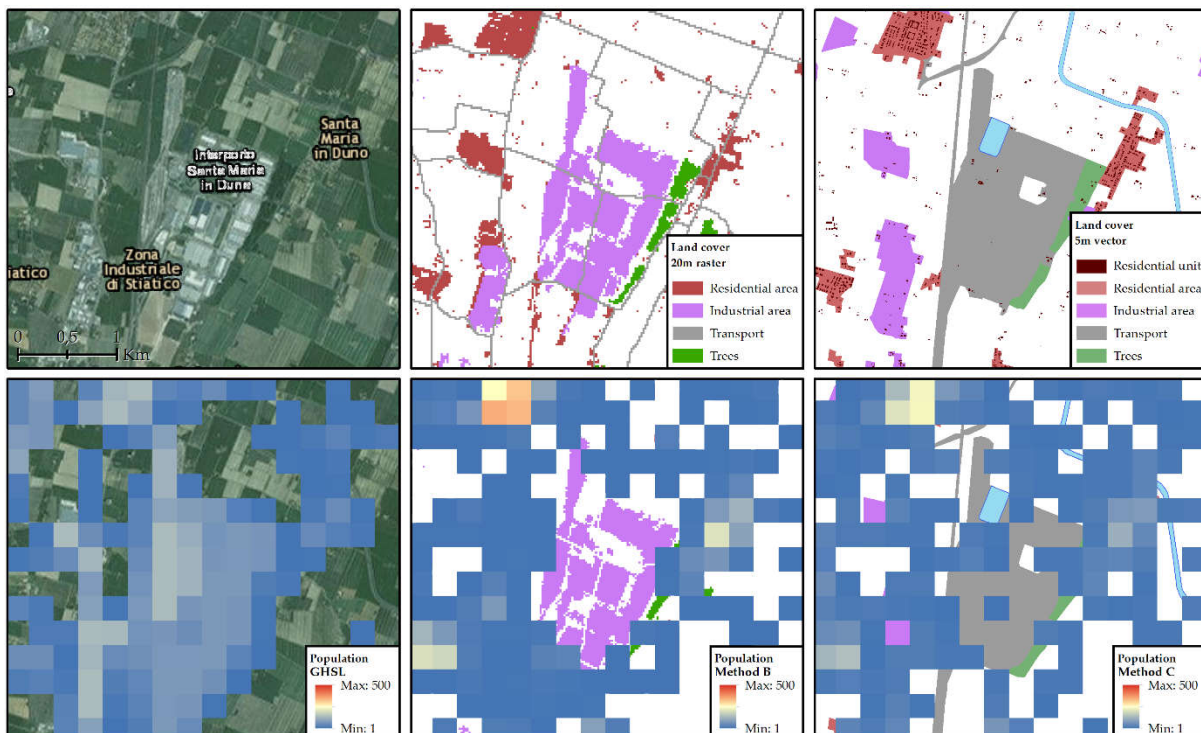 Santa
Maria
in Duno
Interporto
Santa Maria
in Duna
Zona
Industriale
di Stiatico
iatico
0 0,5 1
Km
Land cover
20m raster
Residential area
Industrial area
Transport
Trees
Land cover
5m vector
Residential unit
Residential area
Industrial area
Transport
Trees
Population
GHSL
Max: 500
Min: 1
Population
Method B
Max: 500
Min: 1
Population
Method C
Max: 500
Min: 1